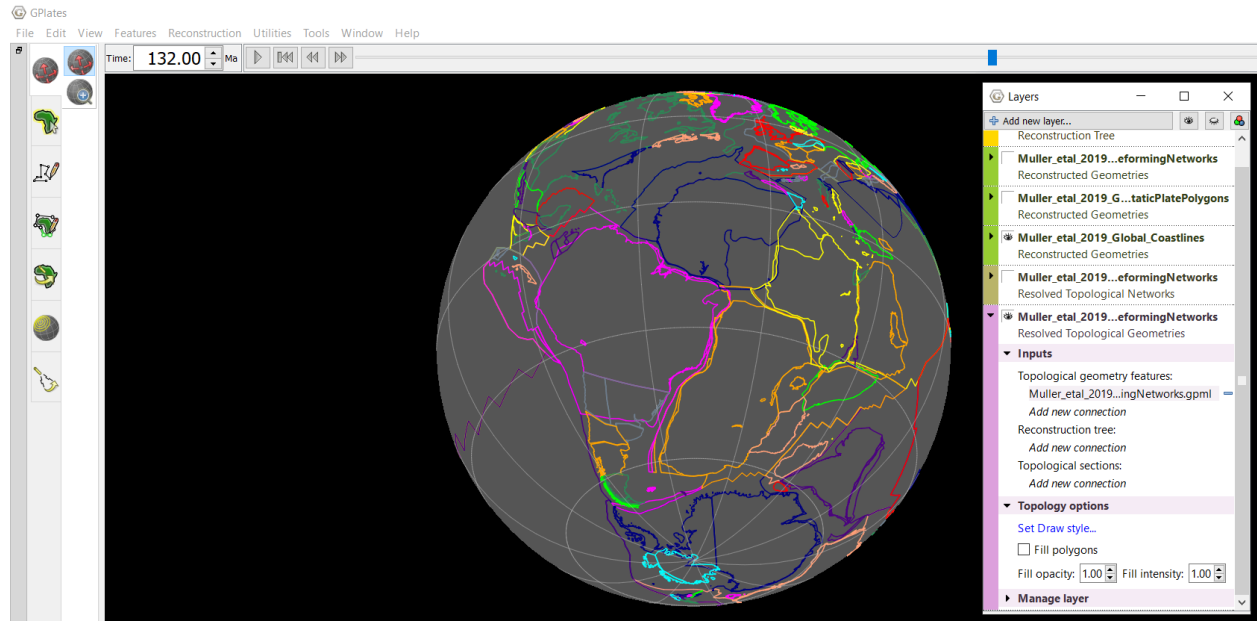 GPlates
File Edit View Features Reconstruction Utilities Tools Window Help
Time: 132.00 Ma
Layers
Add new layer...
Reconstruction Tree
Muller_etal_2019...eformingNetworks
Reconstructed Geometries
Muller_etal_2019_G...taticPlatePolygons
Reconstructed Geometries
Muller_etal_2019_Global_Coastlines
Reconstructed Geometries
Muller_etal_2019...eformingNetworks
Resolved Topological Networks
Muller_etal_2019...eformingNetworks
Resolved Topological Geometries
Inputs
Topological geometry features:
Muller_etal_2019...ingNetworks.gpml
Add new connection
Reconstruction tree:
Add new connection
Topological sections:
Add new connection
Topology options
Set Draw style...
Fill polygons
Fill opacity: 1.00 Fill intensity: 1.00
Manage layer